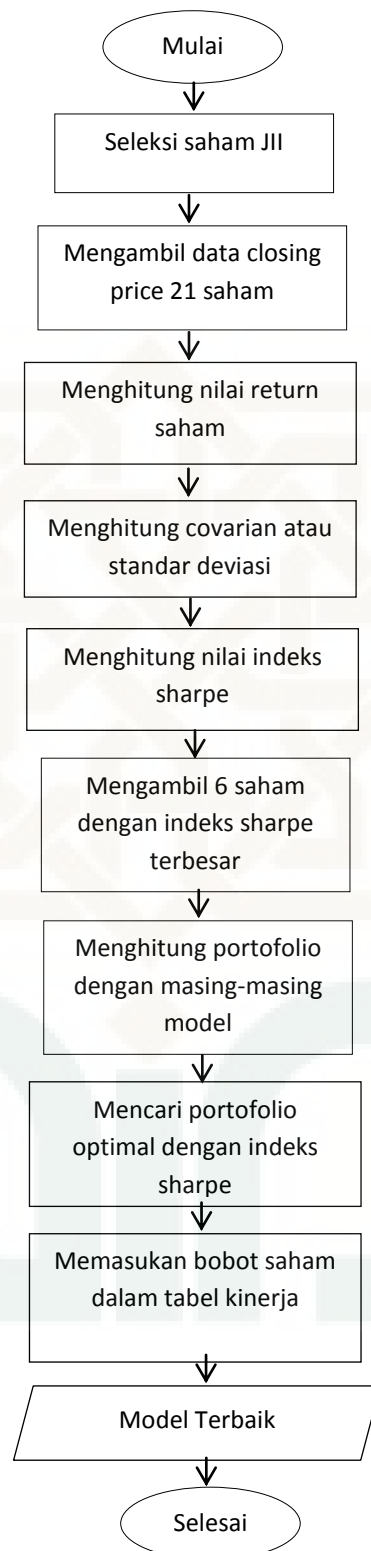 Mulai
Seleksi saham JII
Mengambil data closing
price 21 saham
Menghitung nilai return
saham
Menghitung covarian atau
standar deviasi
Menghitung nilai indeks
sharpe
Mengambil 6 saham
dengan indeks sharpe
terbesar
Menghitung portofolio
dengan masing-masing
model
Mencari portofolio
optimal dengan indeks
sharpe
Memasukan bobot saham
dalam tabel kinerja
Model Terbaik
Selesai